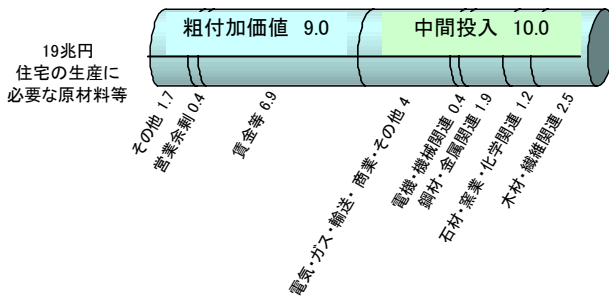 粗付加価値 9.0
中間投入 10.0
19兆円
住宅の生産に
必要な原材料等
その他 1.7
営業余剰 0.4
賃金等 6.9
電気・ガス・輸送・ 商業・その他 4
電機・機械関連 0.4
鋼材・金属関連 1.9
石材・窯業・化学関連 1.2
木材・繊維関連 2.5